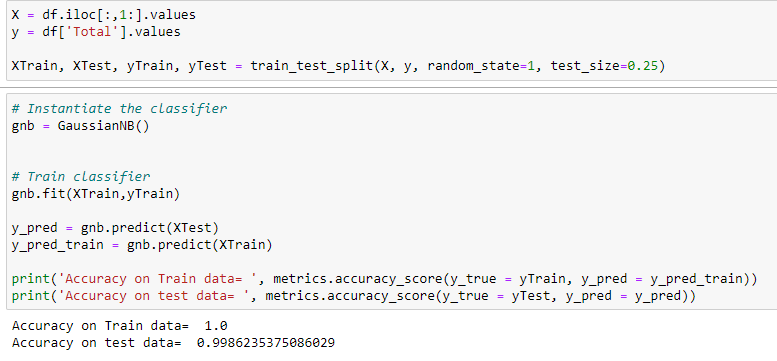 X = df.iloc[:,1:].values
y = df['Total'].values
XTrain, XTest, yTrain, yTest = train_test_split(X, y, random_state=1, test_size=0.25)
# Instantiate the classifier
gnb = GaussianNB()
# Train classifier
gnb.fit(XTrain,yTrain)
y_pred = gnb.predict(XTest)
y_pred_train = gnb.predict(XTrain)
print('Accuracy on Train data= ', metrics.accuracy_score(y_true = yTrain, y_pred = y_pred_train))
print('Accuracy on test data= ', metrics.accuracy_score(y_true = yTest, y_pred = y_pred))
Accuracy on Train data=  1.0
Accuracy on test data=  0.9986235375086029